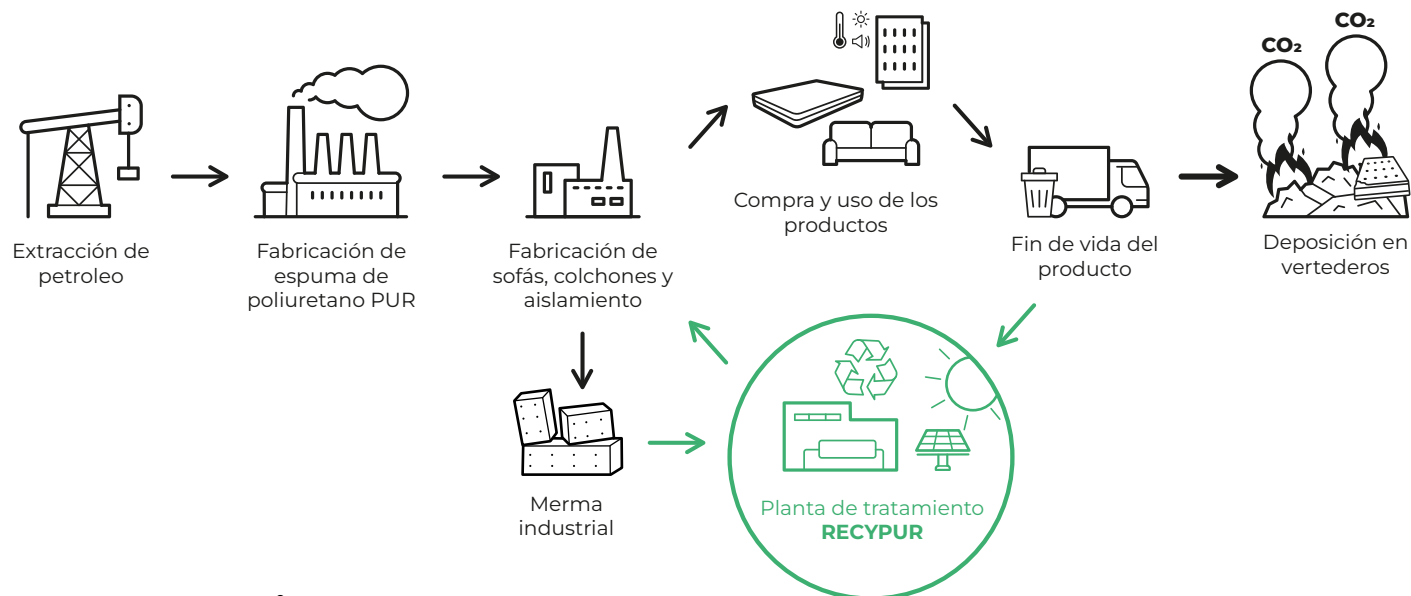 CO₂
CO₂
Extracción de
petroleo
Fabricación de
espuma de
poliuretano PUR
Fabricación de
sofás, colchones y
aislamiento
Compra y uso de los
productos
Fin de vida del
producto
Deposición en
vertederos
Merma
industrial
Planta de tratamiento
RECYPUR